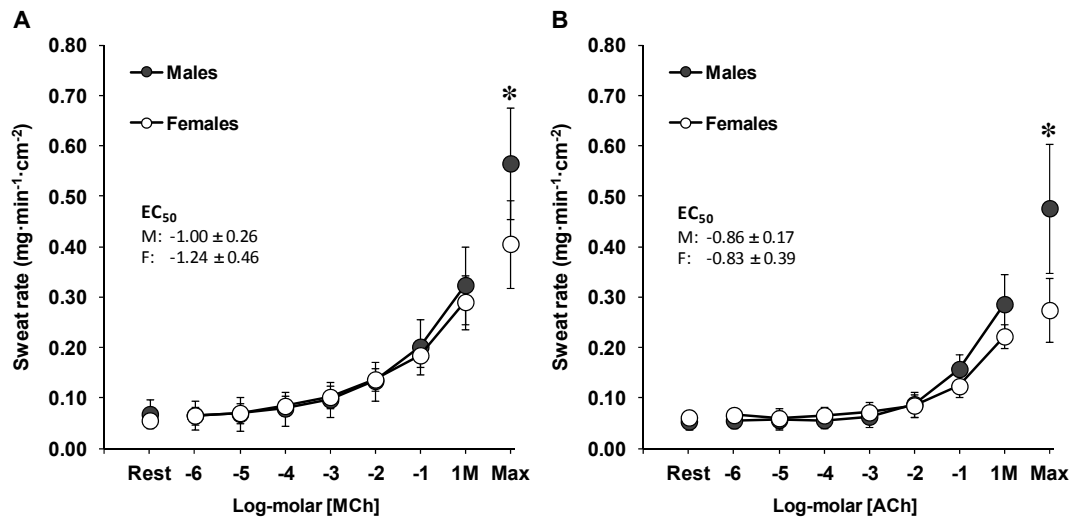 A
0.80
0.70
0.60
0.50
0.40
0.30
0.20
0.10
0.00
Sweat rate (mg·min⁻¹·cm⁻²)
Males
Females
*
EC₅₀
M: -1.00 ± 0.26
F: -1.24 ± 0.46
Rest -6 -5 -4 -3 -2 -1 1M Max
Log-molar [MCh]
B
0.80
0.70
0.60
0.50
0.40
0.30
0.20
0.10
0.00
Sweat rate (mg·min⁻¹·cm⁻²)
Males
Females
*
EC₅₀
M: -0.86 ± 0.17
F: -0.83 ± 0.39
Rest -6 -5 -4 -3 -2 -1 1M Max
Log-molar [ACh]